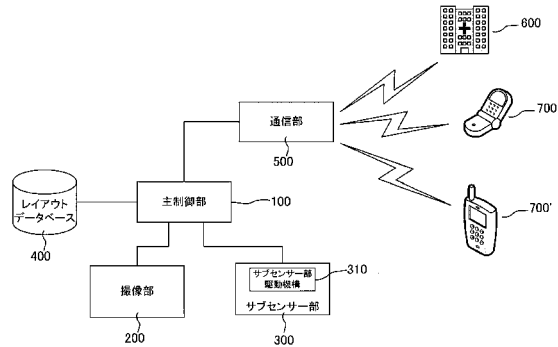 600
通信部
500
700
主制御部
100
レイアウト
データベース
400
700'
撮像部
200
サブセンサー部
駆動機構
310
サブセンサー部
300